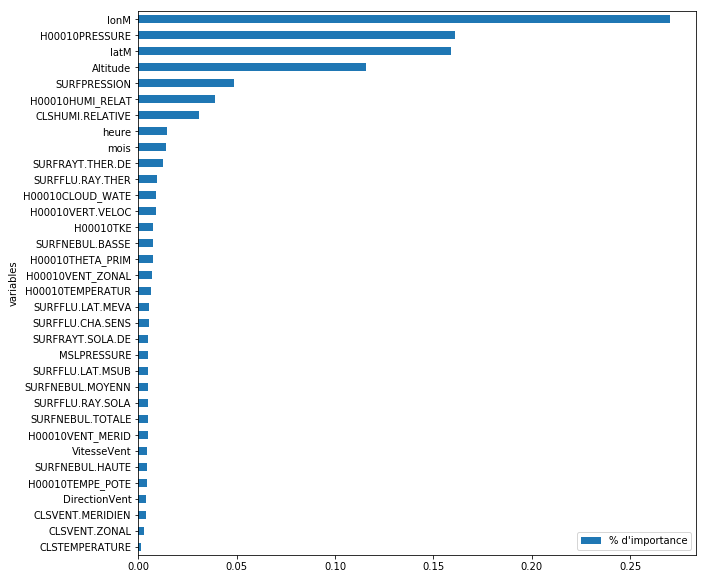 lonM
H00010PRESSURE
latM
Altitude
SURFPRESSION
H00010HUMI_RELAT
CLSHUMI.RELATIVE
heure
mois
SURFRAYT.THER.DE
SURFFLU.RAY.THER
H00010CLOUD_WATE
H00010VERT.VELOC
H00010TKE
SURFNEBUL.BASSE
H00010THETA_PRIM
H00010VENT_ZONAL
H00010TEMPERATUR
SURFFLU.LAT.MEVA
SURFFLU.CHA.SENS
SURFRAYT.SOLA.DE
MSLPRESSURE
SURFFLU.LAT.MSUB
SURFNEBUL.MOYENN
SURFFLU.RAY.SOLA
SURFNEBUL.TOTALE
H00010VENT_MERID
VitesseVent
SURFNEBUL.HAUTE
H00010TEMPE_POTE
DirectionVent
CLSVENT.MERIDIEN
CLSVENT.ZONAL
CLSTEMPERATURE
variables
% d'importance
0.00 0.05 0.10 0.15 0.20 0.25